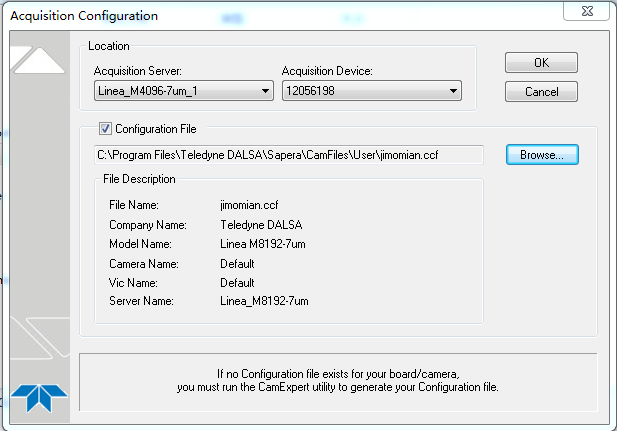 Acquisition Configuration
Location
Acquisition Server:
Acquisition Device:
Linea_M4096-7um_1
12056198
OK
Cancel
Configuration File
C:\Program Files\Teledyne DALSA\Sapera\CamFiles\User\jimomian.ccf
Browse...
File Description
File Name: jimomian.ccf
Company Name: Teledyne DALSA
Model Name: Linea M8192-7um
Camera Name: Default
Vic Name: Default
Server Name: Linea_M8192-7um
If no Configuration file exists for your board/camera,
you must run the CamExpert utility to generate your Configuration file.